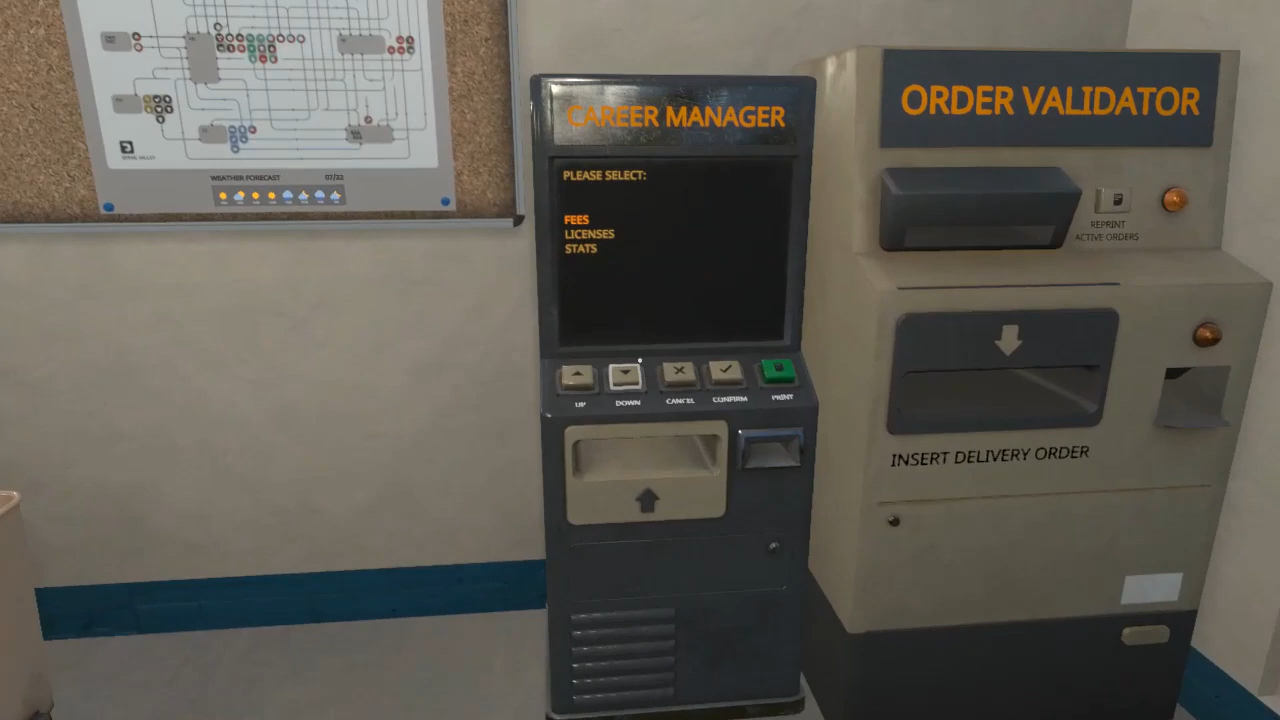 WEATHER FORECAST 07/22
CAREER MANAGER
PLEASE SELECT:
FEES
LICENSES
STATS
UP
DOWN
CANCEL
CONFIRM
PRINT
ORDER VALIDATOR
REPRINT
ACTIVE ORDERS
INSERT DELIVERY ORDER